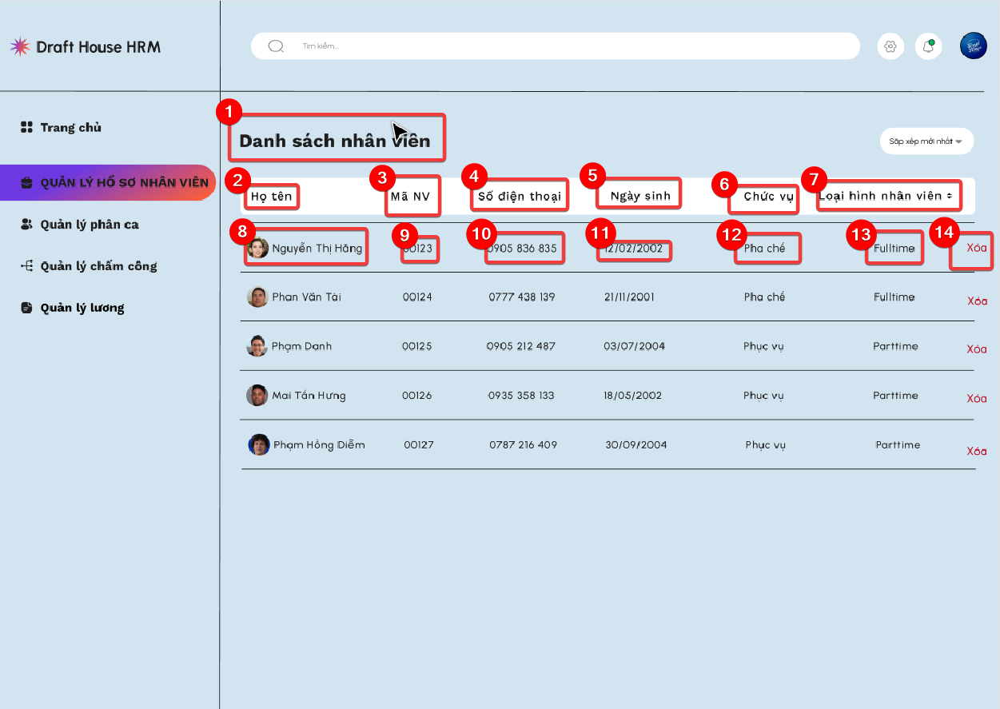 Draft House HRM
Tìm kiếm...
Trang chủ
QUẢN LÝ HỒ SƠ NHÂN VIÊN
Quản lý phân ca
Quản lý chấm công
Quản lý lương
1
Danh sách nhân viên
Sắp xếp mới nhất
2 3 4 5 6 7
Họ tên Mã NV Số điện thoại Ngày sinh Chức vụ Loại hình nhân viên
8 9 10 11 12 13 14
Nguyễn Thị Hằng 00123 0905 836 835 12/02/2002 Pha chế Fulltime Xóa
Phan Văn Tài 00124 0777 438 139 21/11/2001 Pha chế Fulltime Xóa
Phạm Danh 00125 0905 212 487 03/07/2004 Phục vụ Parttime Xóa
Mai Tấn Hưng 00126 0935 358 133 18/05/2002 Phục vụ Parttime Xóa
Phạm Hồng Diễm 00127 0787 216 409 30/09/2004 Phục vụ Parttime Xóa